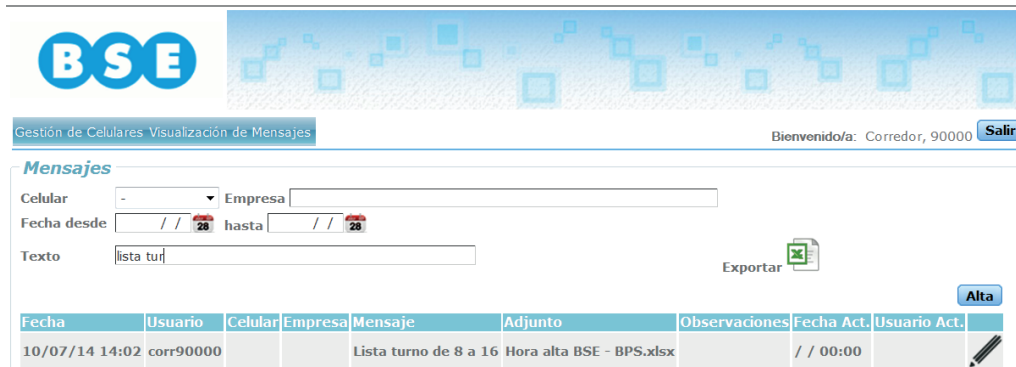 BSE
Gestión de Celulares Visualización de Mensajes Bienvenido/a: Corredor, 90000 Salir
Mensajes
Celular - Empresa
Fecha desde / / 28 hasta / / 28
Texto lista tur Exportar
Alta
Fecha Usuario Celular Empresa Mensaje Adjunto Observaciones Fecha Act. Usuario Act.
10/07/14 14:02 corr90000 Lista turno de 8 a 16 Hora alta BSE - BPS.xlsx / / 00:00